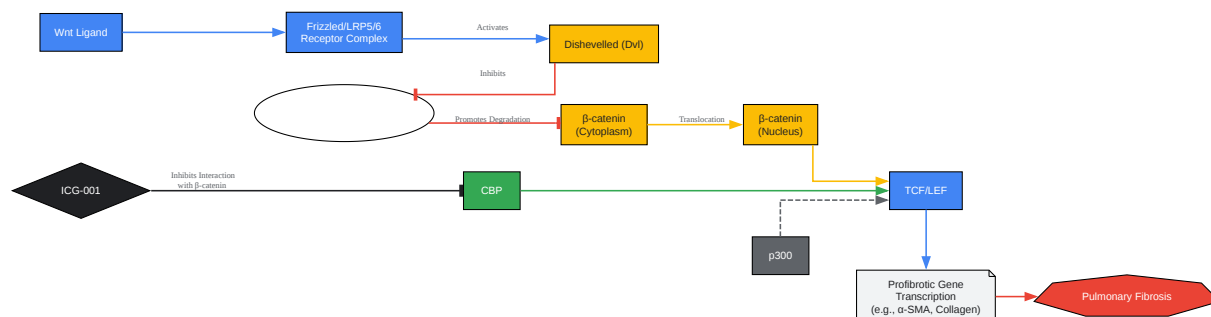 Wnt Ligand
Frizzled/LRP5/6
Receptor Complex
Activates
Dishevelled (Dvl)
Inhibits
Promotes Degradation
β-catenin
(Cytoplasm)
Translocation
β-catenin
(Nucleus)
ICG-001
Inhibits Interaction
with β-catenin
CBP
TCF/LEF
p300
Profibrotic Gene
Transcription
(e.g., α-SMA, Collagen)
Pulmonary Fibrosis